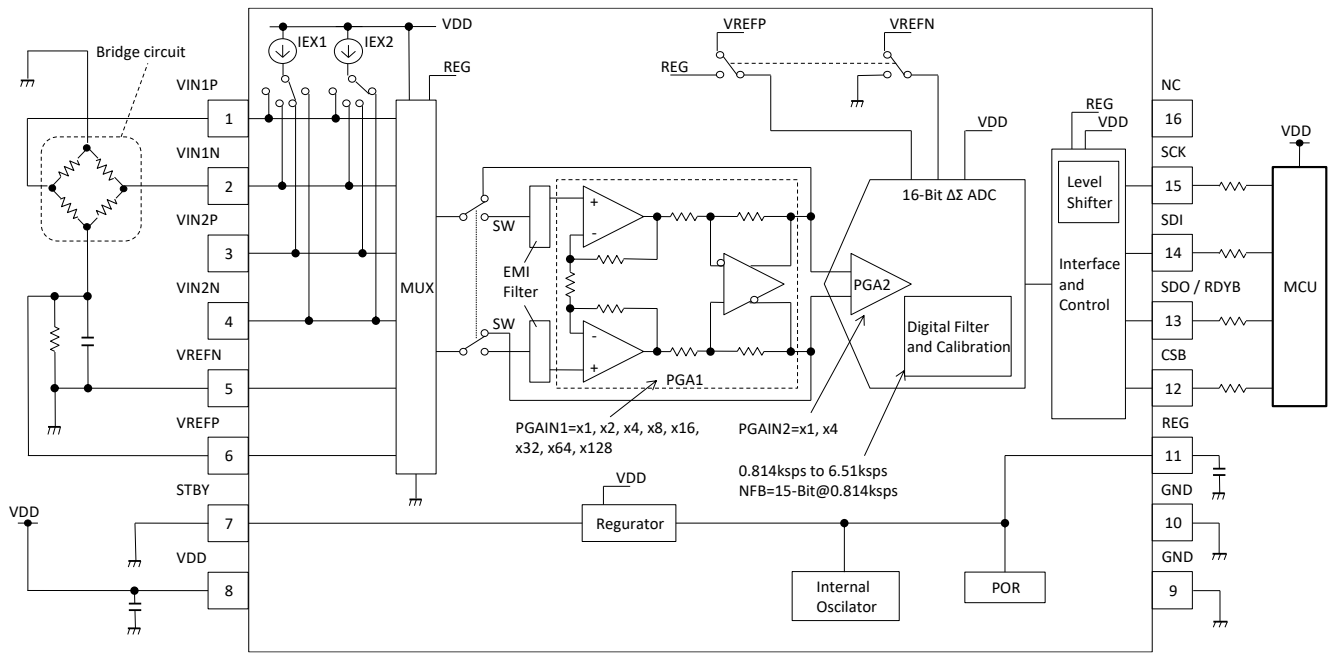 Bridge circuit
VIN1P
1
VIN1N
2
VIN2P
3
VIN2N
4
VREFN
5
VREFP
6
STBY
7
VDD
VDD
8
IEX1
IEX2
VDD
REG
MUX
SW
SW
EMI
Filter
+
-
-
+
PGA1
PGAIN1=x1, x2, x4, x8, x16,
x32, x64, x128
VREFP
REG
VREFN
VDD
16-Bit ΔΣ ADC
PGA2
Digital Filter
and Calibration
PGAIN2=x1, x4
0.814ksps to 6.51ksps
NFB=15-Bit@0.814ksps
VDD
Regurator
Internal
Oscilator
POR
REG
VDD
Level
Shifter
Interface
and
Control
NC
16
SCK
15
SDI
14
SDO / RDYB
13
CSB
12
REG
11
GND
10
GND
9
VDD
MCU